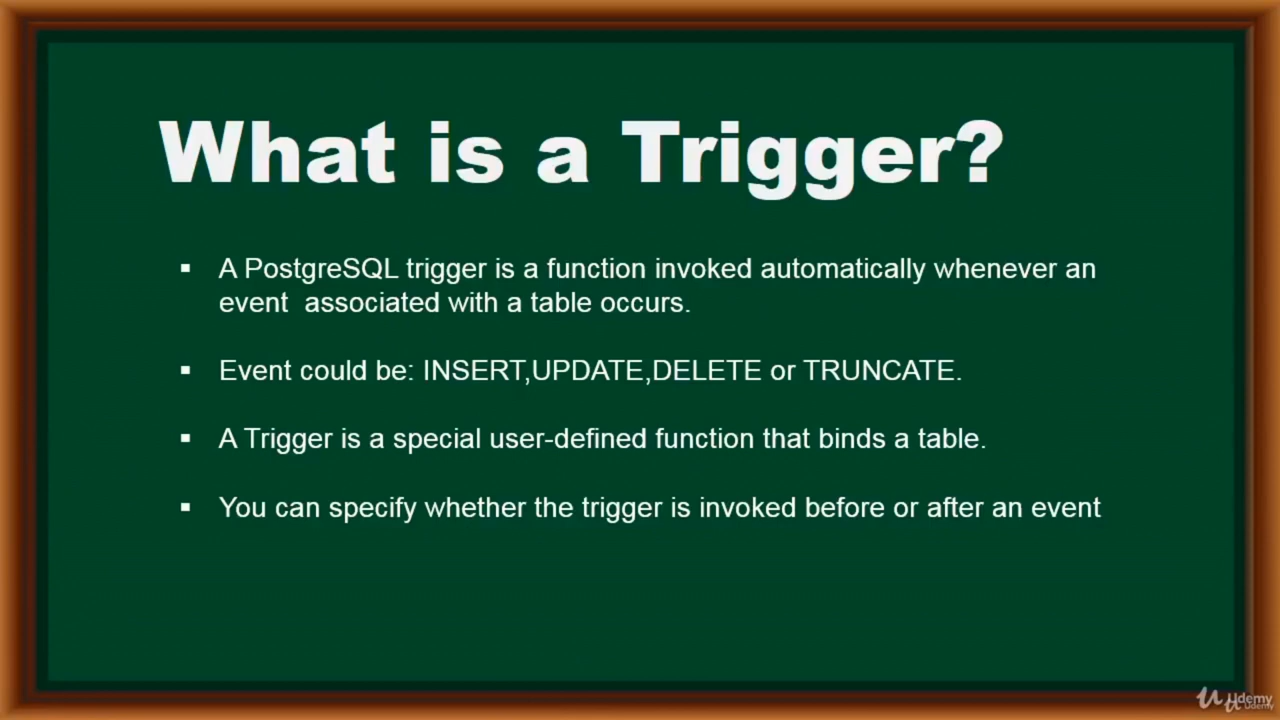 What is a Trigger?
▪ A PostgreSQL trigger is a function invoked automatically whenever an
event  associated with a table occurs.
▪ Event could be: INSERT,UPDATE,DELETE or TRUNCATE.
▪ A Trigger is a special user-defined function that binds a table.
▪ You can specify whether the trigger is invoked before or after an event
Udemy
Udemy